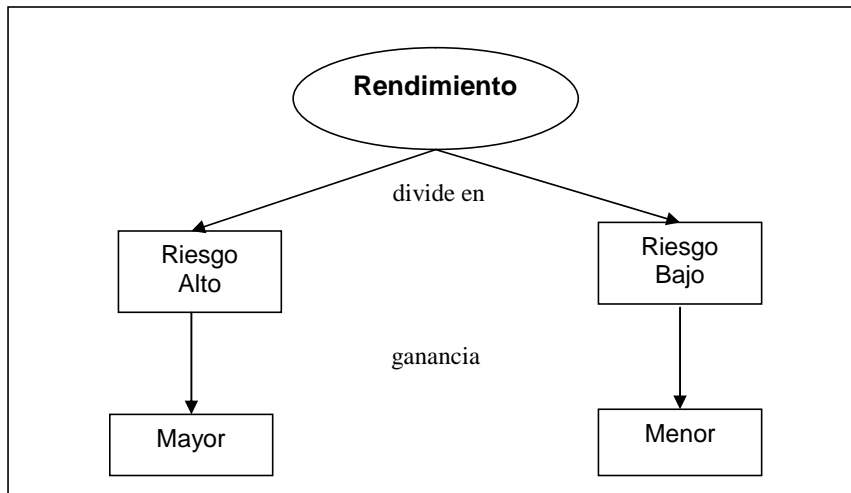 Rendimiento
divide en
Riesgo
Alto
Riesgo
Bajo
ganancia
Mayor
Menor